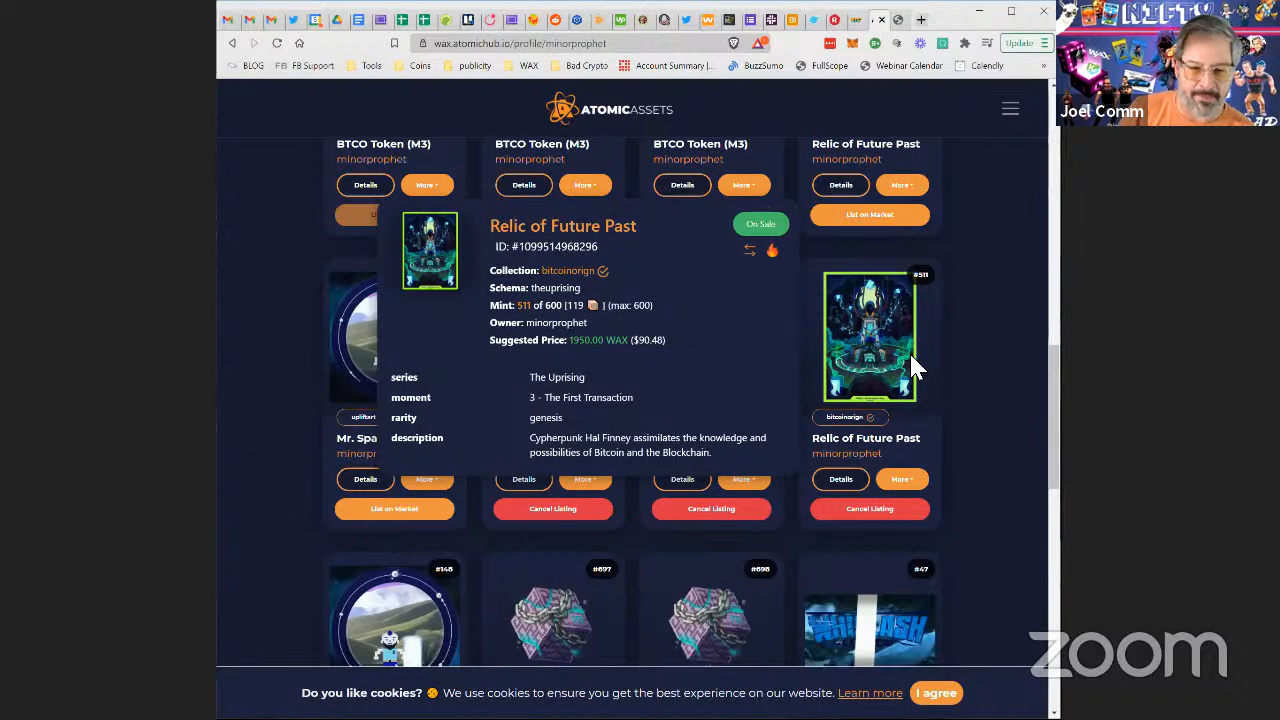 wax.atomichub.io/profile/minorprophet
Update
BLOG
FB Support
Coins
publicity
WAX
Bad Crypto
Account Summary |...
BuzzSumo
FullScope
Webinar Calendar
Calendly
NIFTY
Joel Comm
ATOMICASSETS
BTCO Token (M3)
BTCO Token (M3)
BTCO Token (M3)
Relic of Future Past
minorprophet
minorprophet
minorprophet
minorprophet
Details
More
Details
More
Details
More
Details
More
List on Market
Relic of Future Past
On Sale
ID: #1099514968296
Collection: bitcoinorign
Schema: theuprising
Mint: 511 of 600 [119 ] (max: 600)
Owner: minorprophet
Suggested Price: 1950.00 WAX ($90.48)
series The Uprising
moment 3 - The First Transaction
rarity genesis
description Cypherpunk Hal Finney assimilates the knowledge and
possibilities of Bitcoin and the Blockchain.
#511
upliftart
bitcoinorign
Mr. Spa
Relic of Future Past
minorp
minorprophet
Details
More
Details
More
Details
More
Details
More
List on Market
Cancel Listing
Cancel Listing
Cancel Listing
#148
#697
#698
#47
WHIPLASH
Do you like cookies? We use cookies to ensure you get the best experience on our website. Learn more
I agree
zoom